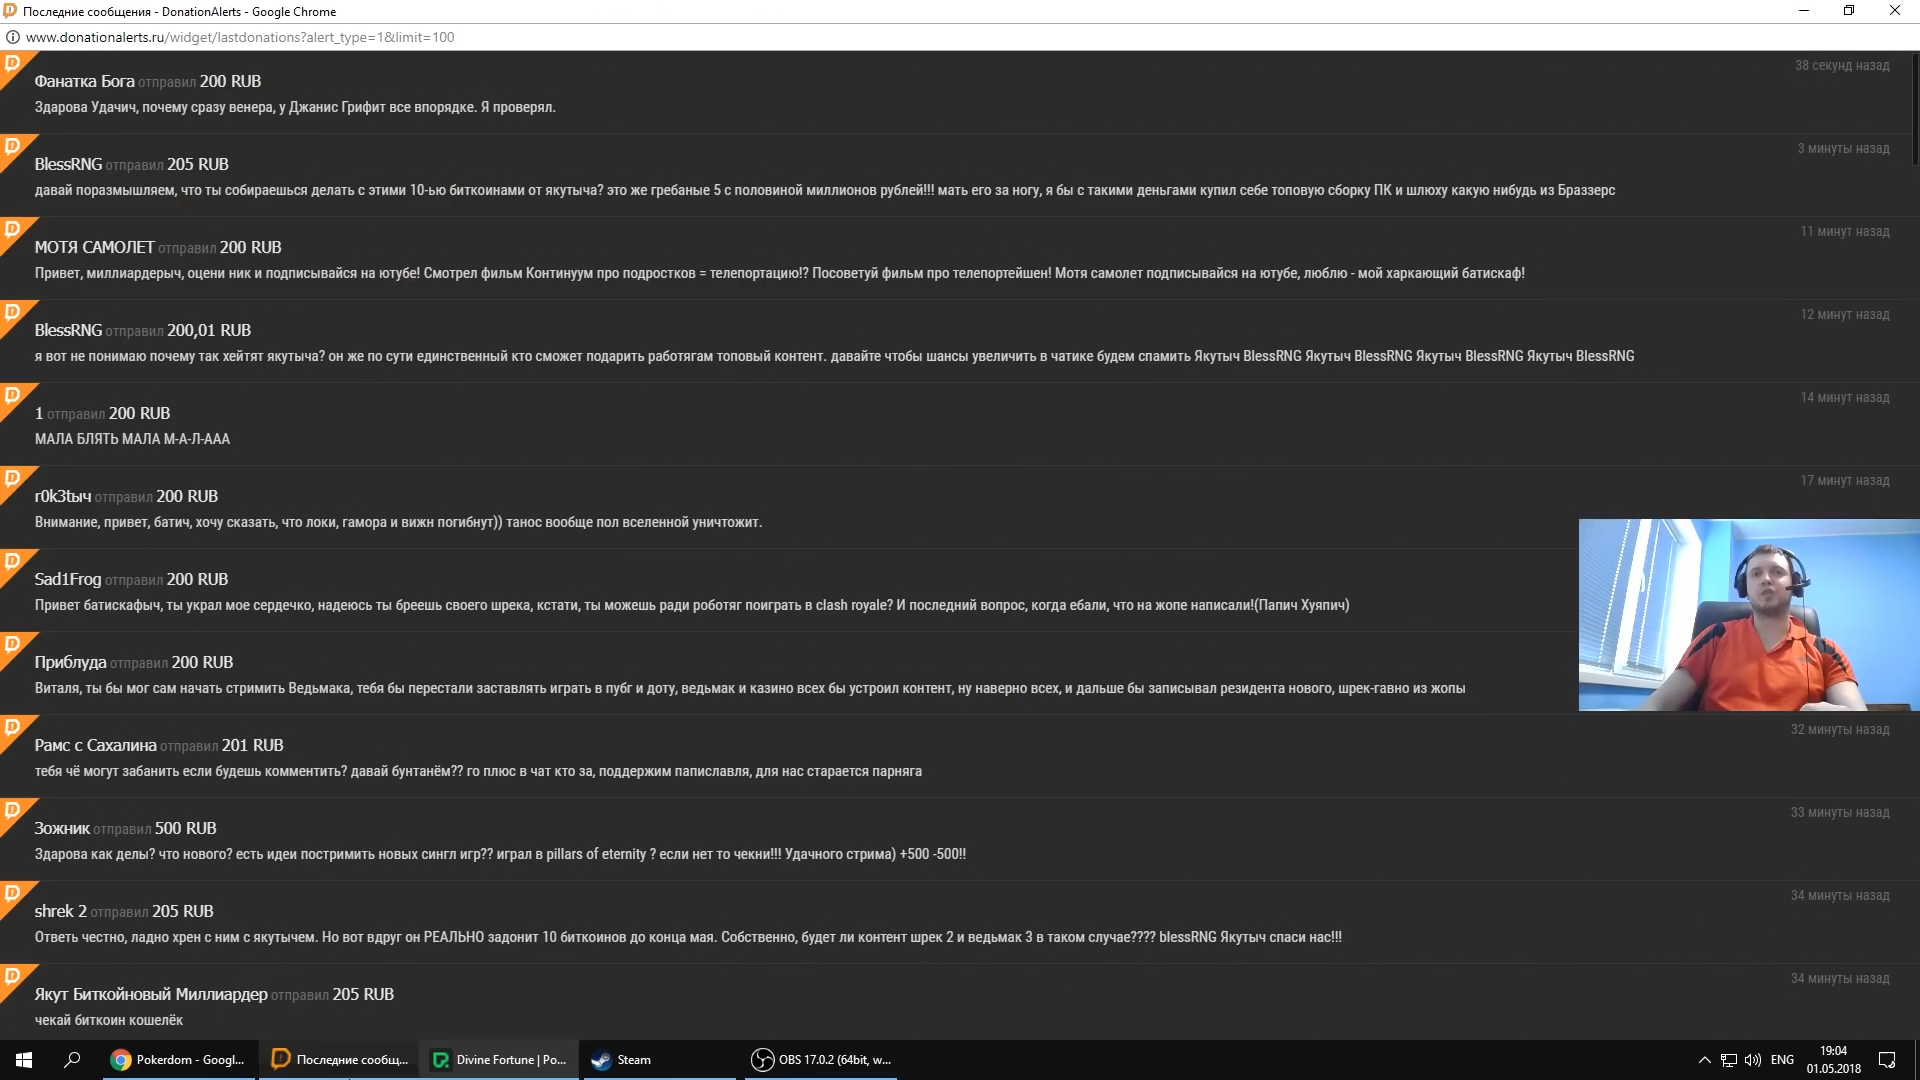 Последние сообщения - DonationAlerts - Google Chrome
www.donationalerts.ru/widget/lastdonations?alert_type=1&limit=100
38 секунд назад
Фанатка Бога отправил 200 RUB
Здарова Удачич, почему сразу венера, у Джанис Грифит все впорядке. Я проверял.
3 минуты назад
BlessRNG отправил 205 RUB
давай поразмышляем, что ты собираешься делать с этими 10-ью биткоинами от якутыча? это же гребаные 5 с половиной миллионов рублей!!! мать его за ногу, я бы с такими деньгами купил себе топовую сборку ПК и шлюху какую нибудь из Браззерс
11 минут назад
МОТЯ САМОЛЕТ отправил 200 RUB
Привет, миллиардерыч, оцени ник и подписывайся на ютубе! Смотрел фильм Континуум про подростков = телепортацию!? Посоветуй фильм про телепортейшен! Мотя самолет подписывайся на ютубе, люблю - мой харкающий батискаф!
12 минут назад
BlessRNG отправил 200,01 RUB
я вот не понимаю почему так хейтят якутыча? он же по сути единственный кто сможет подарить работягам топовый контент. давайте чтобы шансы увеличить в чатике будем спамить Якутыч BlessRNG Якутыч BlessRNG Якутыч BlessRNG Якутыч BlessRNG
14 минут назад
1 отправил 200 RUB
МАЛА БЛЯТЬ МАЛА М-А-Л-ААА
17 минут назад
r0k3tыч отправил 200 RUB
Внимание, привет, батич, хочу сказать, что локи, гамора и вижн погибнут)) танос вообще пол вселенной уничтожит.
Sad1Frog отправил 200 RUB
Привет батискафыч, ты украл мое сердечко, надеюсь ты бреешь своего шрека, кстати, ты можешь ради роботяг поиграть в clash royale? И последний вопрос, когда ебали, что на жопе написали!(Папич Хуяпич)
Приблуда отправил 200 RUB
Виталя, ты бы мог сам начать стримить Ведьмака, тебя бы перестали заставлять играть в пубг и доту, ведьмак и казино всех бы устроил контент, ну наверно всех, и дальше бы записывал резидента нового, шрек-гавно из жопы
32 минуты назад
Рамс с Сахалина отправил 201 RUB
тебя чё могут забанить если будешь комментить? давай бунтанём?? го плюс в чат кто за, поддержим папиславля, для нас старается парняга
33 минуты назад
Зожник отправил 500 RUB
Здарова как делы? что нового? есть идеи постримить новых сингл игр?? играл в pillars of eternity ? если нет то чекни!!! Удачного стрима) +500 -500!!
34 минуты назад
shrek 2 отправил 205 RUB
Ответь честно, ладно хрен с ним с якутычем. Но вот вдруг он РЕАЛЬНО задонит 10 биткоинов до конца мая. Собственно, будет ли контент шрек 2 и ведьмак 3 в таком случае???? blessRNG Якутыч спаси нас!!!
34 минуты назад
Якут Биткойновый Миллиардер отправил 205 RUB
чекай биткоин кошелёк
Pokerdom - Googl... Последние сообщ... Divine Fortune | Po... Steam OBS 17.0.2 (64bit, w... ENG 19:04
01.05.2018